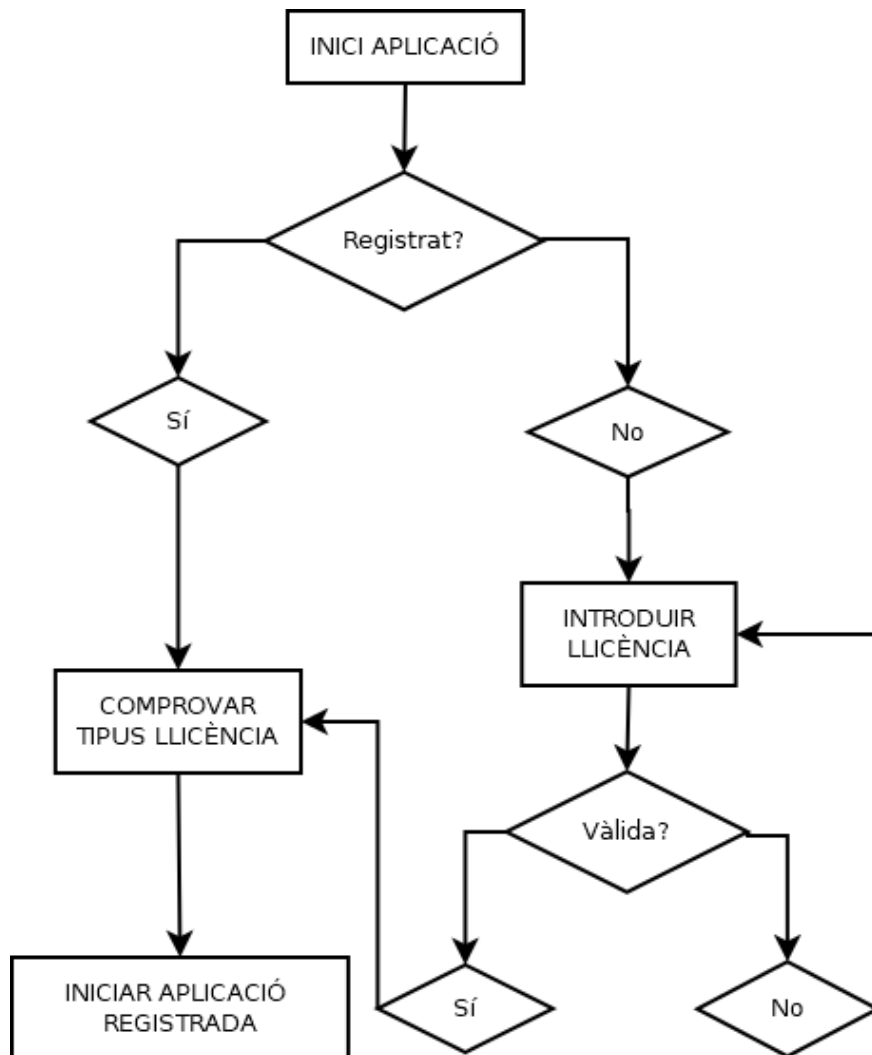 INICI APLICACIÓ
Registrat?
Sí
No
INTRODUIR
LLICÈNCIA
COMPROVAR
TIPUS LLICÈNCIA
Vàlida?
INICIAR APLICACIÓ
REGISTRADA
Sí
No